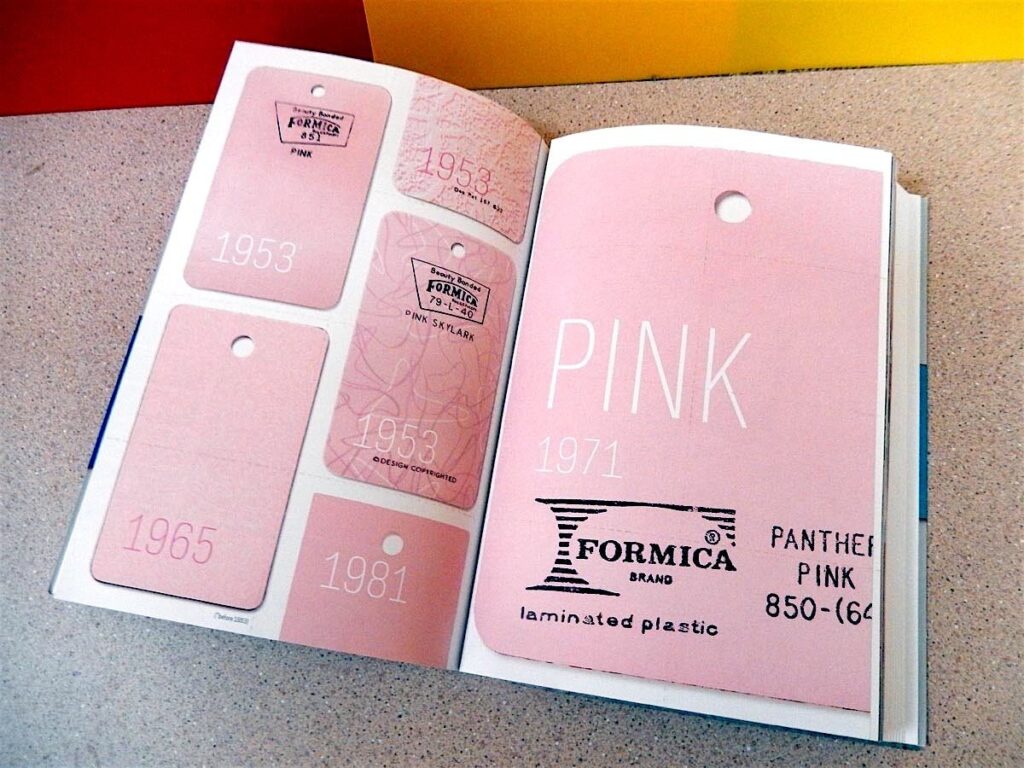 Beauty Bonded
FORMICA
851
PINK
1953
1953
Beauty Bonded
FORMICA
79-L-40
PINK SKYLARK
1953
© DESIGN COPYRIGHTED
1965
1981
PINK
1971
FORMICA®
BRAND
laminated plastic
PANTHER
PINK
850-(64